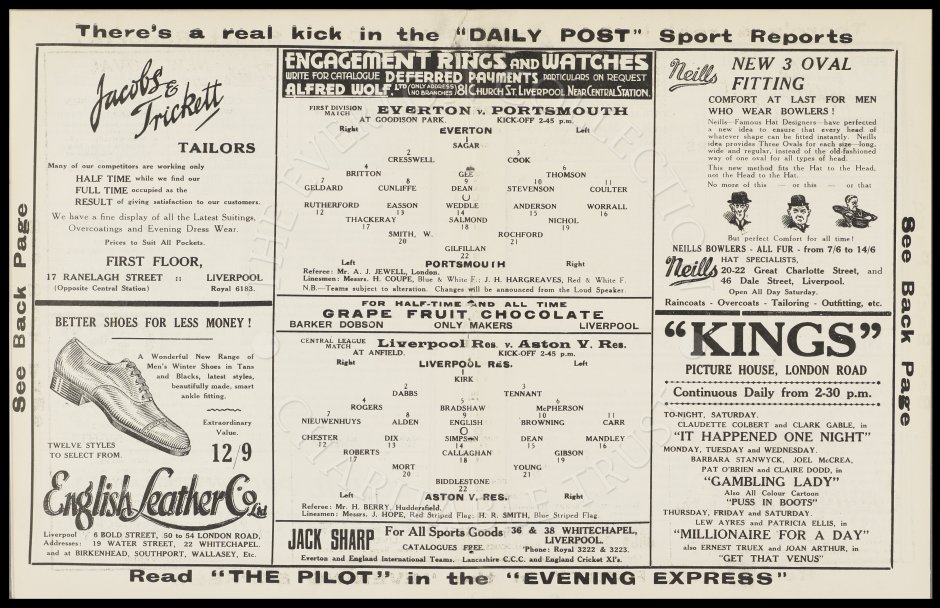 There's a real kick in the "DAILY POST" Sport Reports
See Back Page
Jacobs & Trickett
TAILORS
Many of our competitors are working only
HALF TIME while we find our
FULL TIME occupied as the
RESULT of giving satisfaction to our customers.
We have a fine display of all the Latest Suitings,
Overcoatings and Evening Dress Wear.
Prices to Suit All Pockets.
FIRST FLOOR,
17 RANELAGH STREET :: LIVERPOOL
(Opposite Central Station) Royal 6183.
BETTER SHOES FOR LESS MONEY !
A Wonderful New Range of
Men's Winter Shoes in Tans
and Blacks, latest styles,
beautifully made, smart
ankle fitting.
Extraordinary
Value.
TWELVE STYLES
TO SELECT FROM.
12/9
English Leather Co Ltd
Liverpool 6 BOLD STREET, 50 to 54 LONDON ROAD,
Addresses: 19 WATER STREET, 22 WHITECHAPEL.
and at BIRKENHEAD, SOUTHPORT, WALLASEY, Etc.
ENGAGEMENT RINGS AND WATCHES
WRITE FOR CATALOGUE DEFERRED PAYMENTS PARTICULARS ON REQUEST
ALFRED WOLF, LTD (ONLY ADDRESS NO BRANCHES) 81 CHURCH ST. LIVERPOOL NEAR CENTRAL STATION.
FIRST DIVISION MATCH EVERTON v. PORTSMOUTH
AT GOODISON PARK. KICK-OFF 2-45 p.m.
Right EVERTON Left
1
SAGAR
2 3
CRESSWELL COOK
4 5 6
BRITTON GEE THOMSON
7 8 9 10 11
GELDARD CUNLIFFE DEAN STEVENSON COULTER
O
RUTHERFORD EASSON WEDDLE ANDERSON WORRALL
12 13 14 15 16
THACKERAY SALMOND NICHOL
17 18 19
SMITH, W. ROCHFORD
20 21
GILFILLAN
22
Left PORTSMOUTH Right
Referee: Mr. A. J. JEWELL, London.
Linesmen: Messrs. H. COUPE, Blue & White F.; J. H. HARGREAVES, Red & White F.
N.B.—Teams subject to alteration. Changes will be announced from the Loud Speaker.
FOR HALF-TIME AND ALL TIME
GRAPE FRUIT CHOCOLATE
BARKER DOBSON ONLY MAKERS LIVERPOOL
CENTRAL LEAGUE MATCH Liverpool Res. v. Aston V. Res.
AT ANFIELD. KICK-OFF 2-45 p.m.
Right LIVERPOOL RES. Left
1
KIRK
2 3
DABBS TENNANT
4 5 6
ROGERS BRADSHAW McPHERSON
7 8 9 10 11
NIEUWENHUYS ALDEN ENGLISH BROWNING CARR
O
CHESTER DIX SIMPSON DEAN MANDLEY
12 13 14 15 16
ROBERTS CALLAGHAN GIBSON
17 18 19
MORT YOUNG
20 21
BIDDLESTONE
22
Left ASTON V. RES. Right
Referee: Mr. H. BERRY, Huddersfield.
Linesmen: Messrs. J. HOPE, Red Striped Flag; H. R. SMITH, Blue Striped Flag.
JACK SHARP For All Sports Goods 36 & 38 WHITECHAPEL, LIVERPOOL.
CATALOGUES FREE. 'Phone: Royal 3222 & 3223.
Everton and England International Teams. Lancashire C.C.C. and England Cricket XI's.
Neills NEW 3 OVAL
FITTING
COMFORT AT LAST FOR MEN
WHO WEAR BOWLERS !
Neills—Famous Hat Designers—have perfected
a new idea to ensure that every head of
whatever shape can be fitted instantly. Neills
idea provides Three Ovals for each size—long,
wide and regular, instead of the old-fashioned
way of one oval for all types of head.
This new method fits the Hat to the Head,
not the Head to the Hat.
No more of this — or this — or that
But perfect Comfort for all time!
NEILLS BOWLERS - ALL FUR - from 7/6 to 14/6
Neills HAT SPECIALISTS,
20-22 Great Charlotte Street, and
46 Dale Street, Liverpool.
Open All Day Saturday.
Raincoats - Overcoats - Tailoring - Outfitting, etc.
"KINGS"
PICTURE HOUSE, LONDON ROAD
Continuous Daily from 2-30 p.m.
TO-NIGHT, SATURDAY.
CLAUDETTE COLBERT and CLARK GABLE, in
"IT HAPPENED ONE NIGHT"
MONDAY, TUESDAY and WEDNESDAY.
BARBARA STANWYCK, JOEL McCREA,
PAT O'BRIEN and CLAIRE DODD, in
"GAMBLING LADY"
Also All Colour Cartoon
"PUSS IN BOOTS"
THURSDAY, FRIDAY and SATURDAY.
LEW AYRES and PATRICIA ELLIS, in
"MILLIONAIRE FOR A DAY"
also ERNEST TRUEX and JOAN ARTHUR, in
"GET THAT VENUS"
See Back Page
Read "THE PILOT" in the "EVENING EXPRESS"